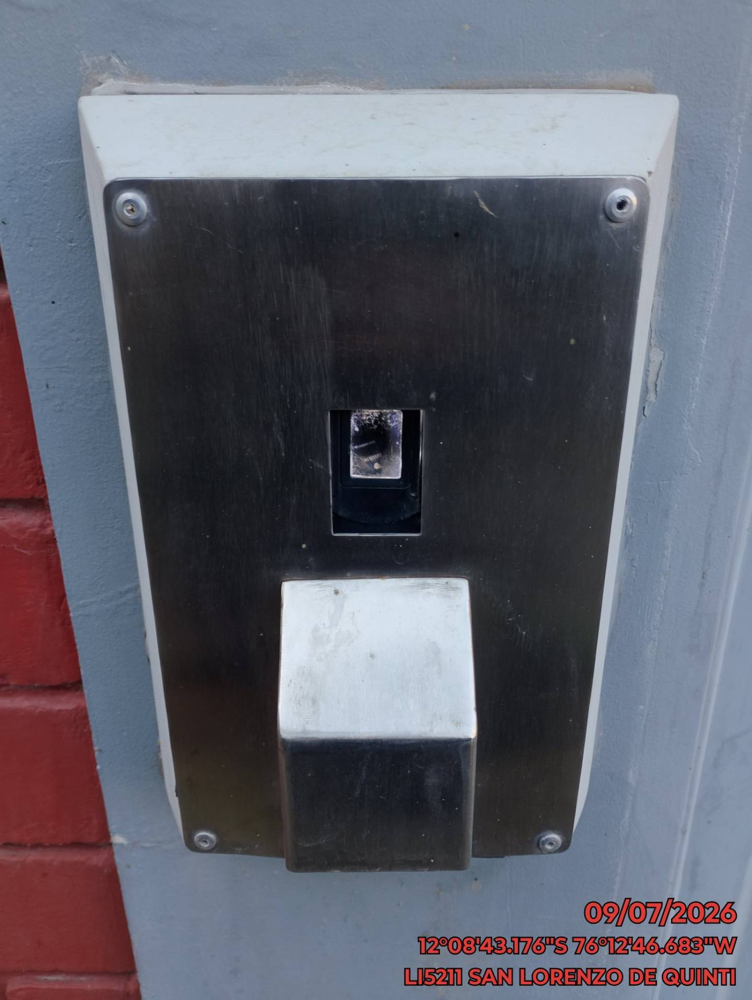 09/07/2026
12°08'43.176"S 76°12'46.683"W
LI5211 SAN LORENZO DE QUINTI